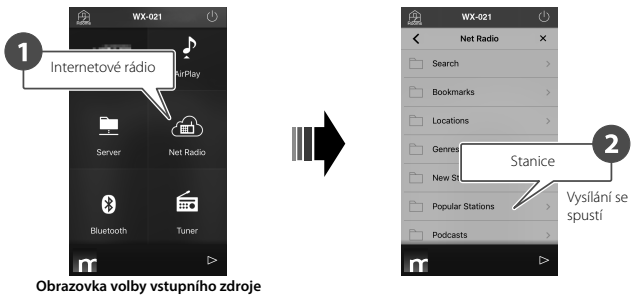 WX-021
1
Internetové rádio
AirPlay
Server
Net Radio
Bluetooth
Tuner
m
Obrazovka volby vstupního zdroje
WX-021
Net Radio
Search
Bookmarks
Locations
Genres
2
Stanice
New St
Popular Stations
Vysílání se
spustí
Podcasts
m